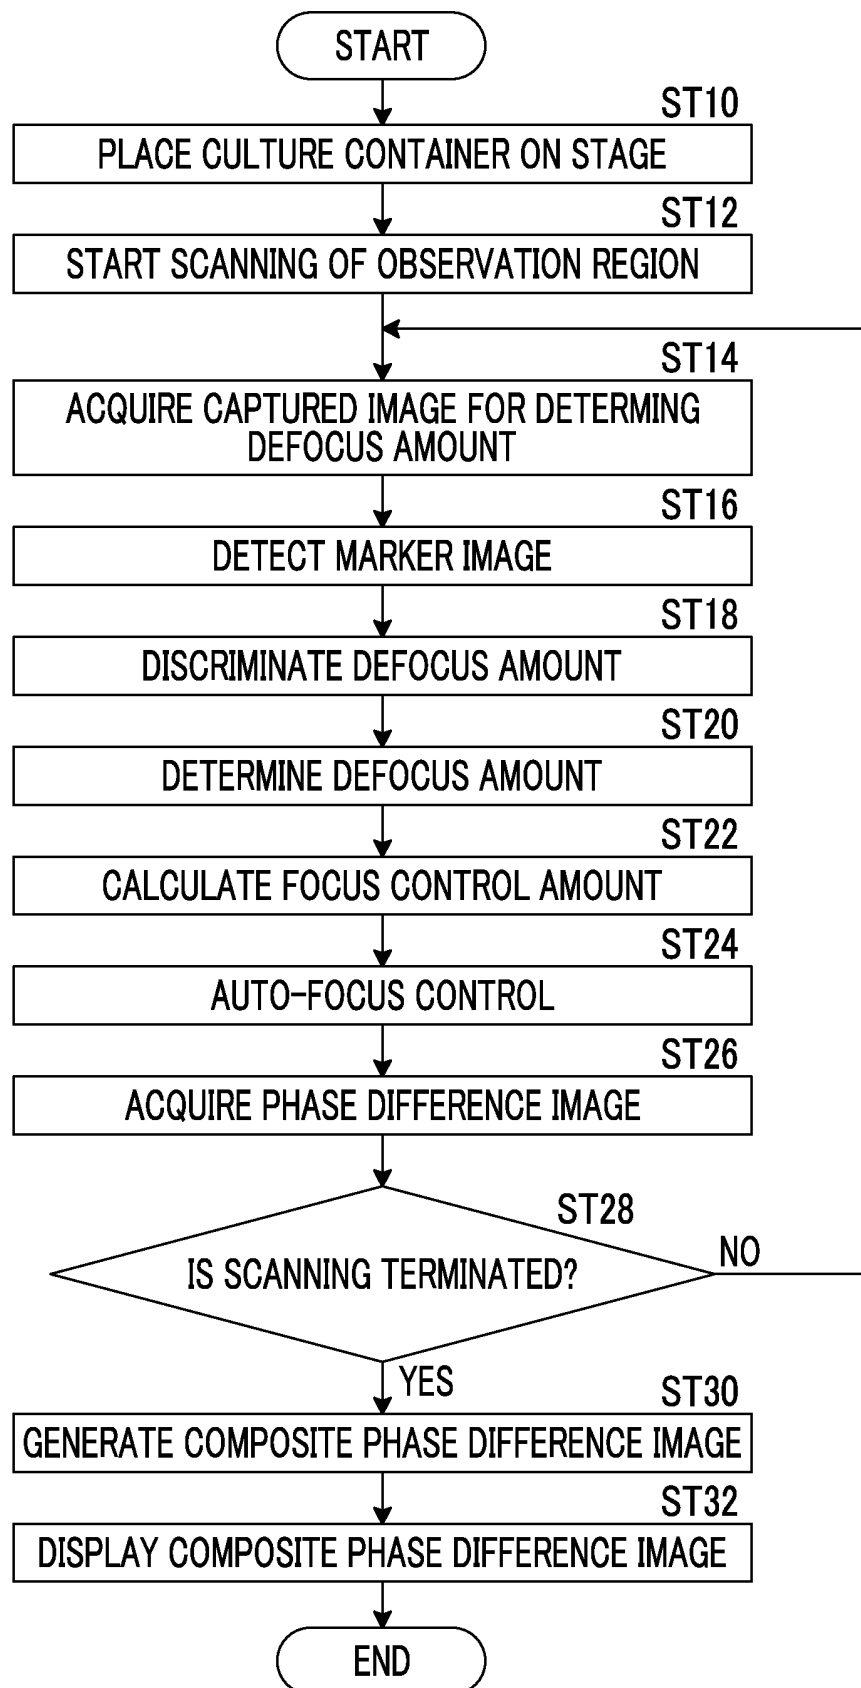 START
ST10
PLACE CULTURE CONTAINER ON STAGE
ST12
START SCANNING OF OBSERVATION REGION
ST14
ACQUIRE CAPTURED IMAGE FOR DETERMING
DEFOCUS AMOUNT
ST16
DETECT MARKER IMAGE
ST18
DISCRIMINATE DEFOCUS AMOUNT
ST20
DETERMINE DEFOCUS AMOUNT
ST22
CALCULATE FOCUS CONTROL AMOUNT
ST24
AUTO-FOCUS CONTROL
ST26
ACQUIRE PHASE DIFFERENCE IMAGE
ST28
IS SCANNING TERMINATED?
NO
YES
ST30
GENERATE COMPOSITE PHASE DIFFERENCE IMAGE
ST32
DISPLAY COMPOSITE PHASE DIFFERENCE IMAGE
END